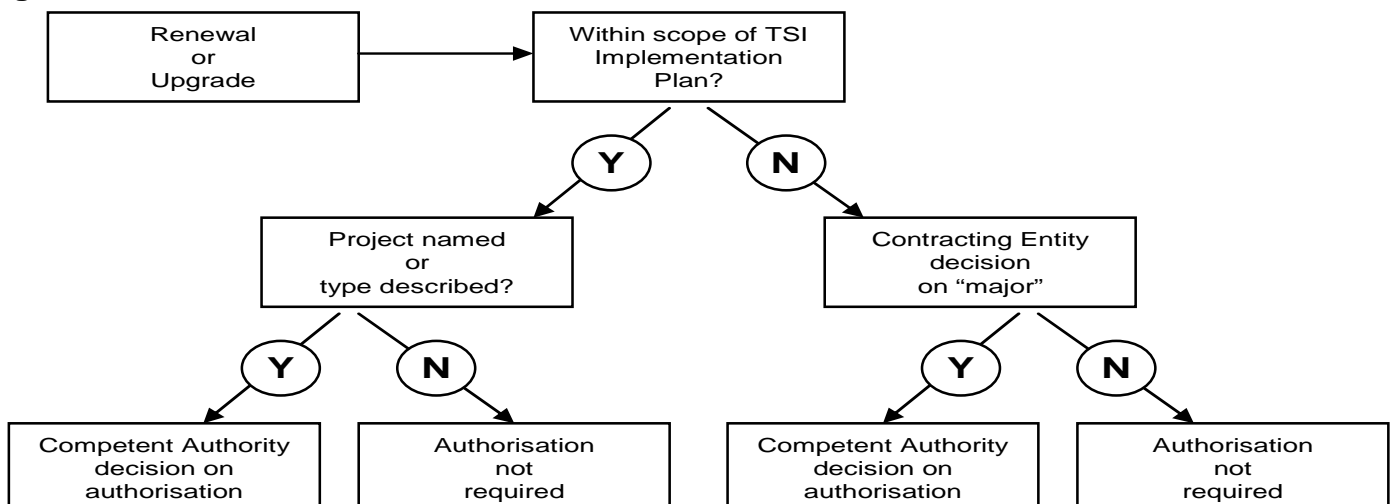 Renewal
or
Upgrade
Within scope of TSI
Implementation
Plan?
Y
N
Project named
or
type described?
Contracting Entity
decision
on “major”
Y
N
Y
N
Competent Authority
decision on
authorisation
Authorisation
not
required
Competent Authority
decision on
authorisation
Authorisation
not
required